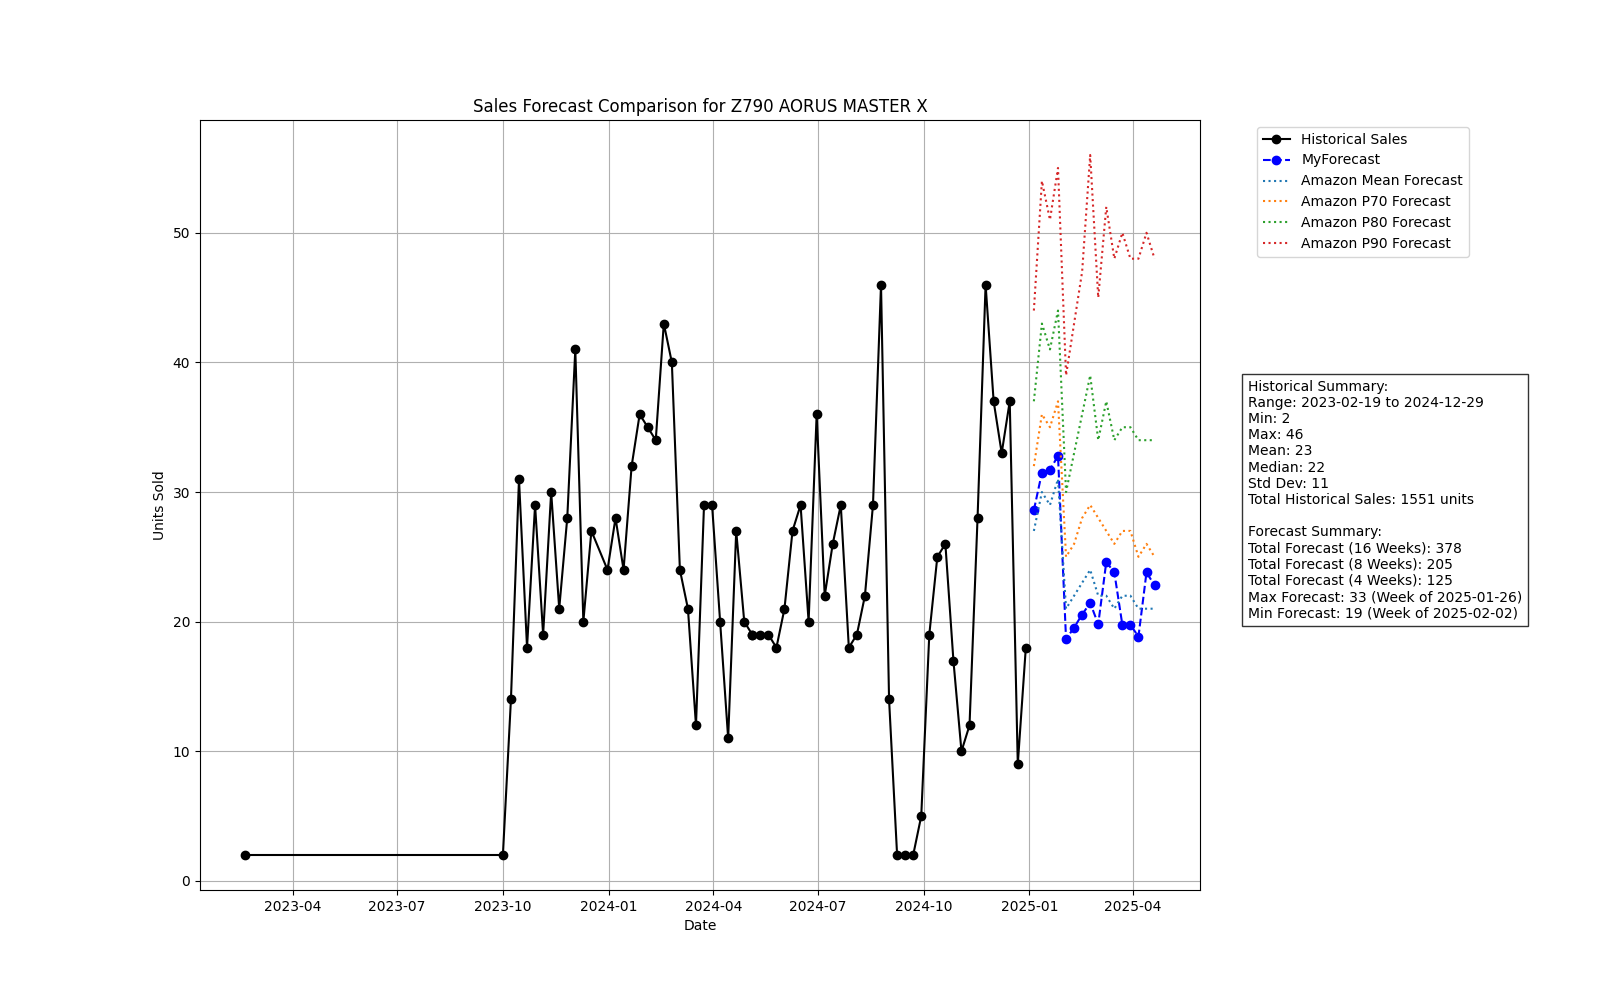 Sales Forecast Comparison for Z790 AORUS MASTER X
Units Sold
50
40
30
20
10
0
2023-04
2023-07
2023-10
2024-01
2024-04
2024-07
2024-10
2025-01
2025-04
Date
Historical Sales
MyForecast
Amazon Mean Forecast
Amazon P70 Forecast
Amazon P80 Forecast
Amazon P90 Forecast
Historical Summary:
Range: 2023-02-19 to 2024-12-29
Min: 2
Max: 46
Mean: 23
Median: 22
Std Dev: 11
Total Historical Sales: 1551 units
Forecast Summary:
Total Forecast (16 Weeks): 378
Total Forecast (8 Weeks): 205
Total Forecast (4 Weeks): 125
Max Forecast: 33 (Week of 2025-01-26)
Min Forecast: 19 (Week of 2025-02-02)